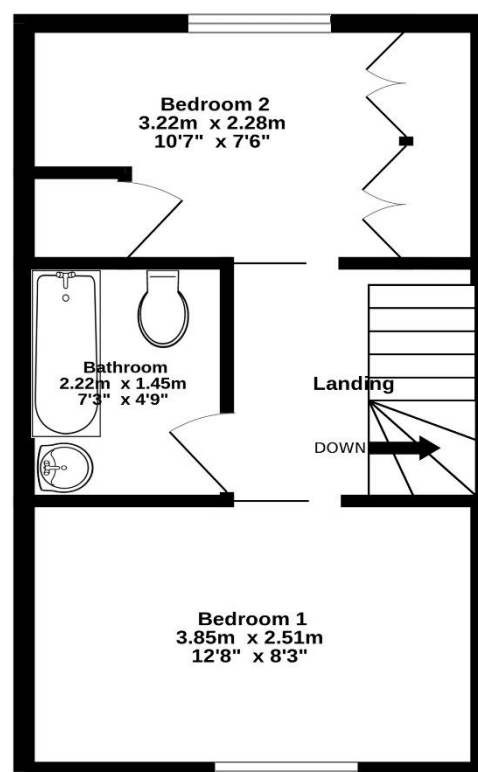 Bedroom 2
3.22m x 2.28m
10'7" x 7'6"
Bathroom
2.22m x 1.45m
7'3" x 4'9"
Landing
DOWN
Bedroom 1
3.85m x 2.51m
12'8" x 8'3"